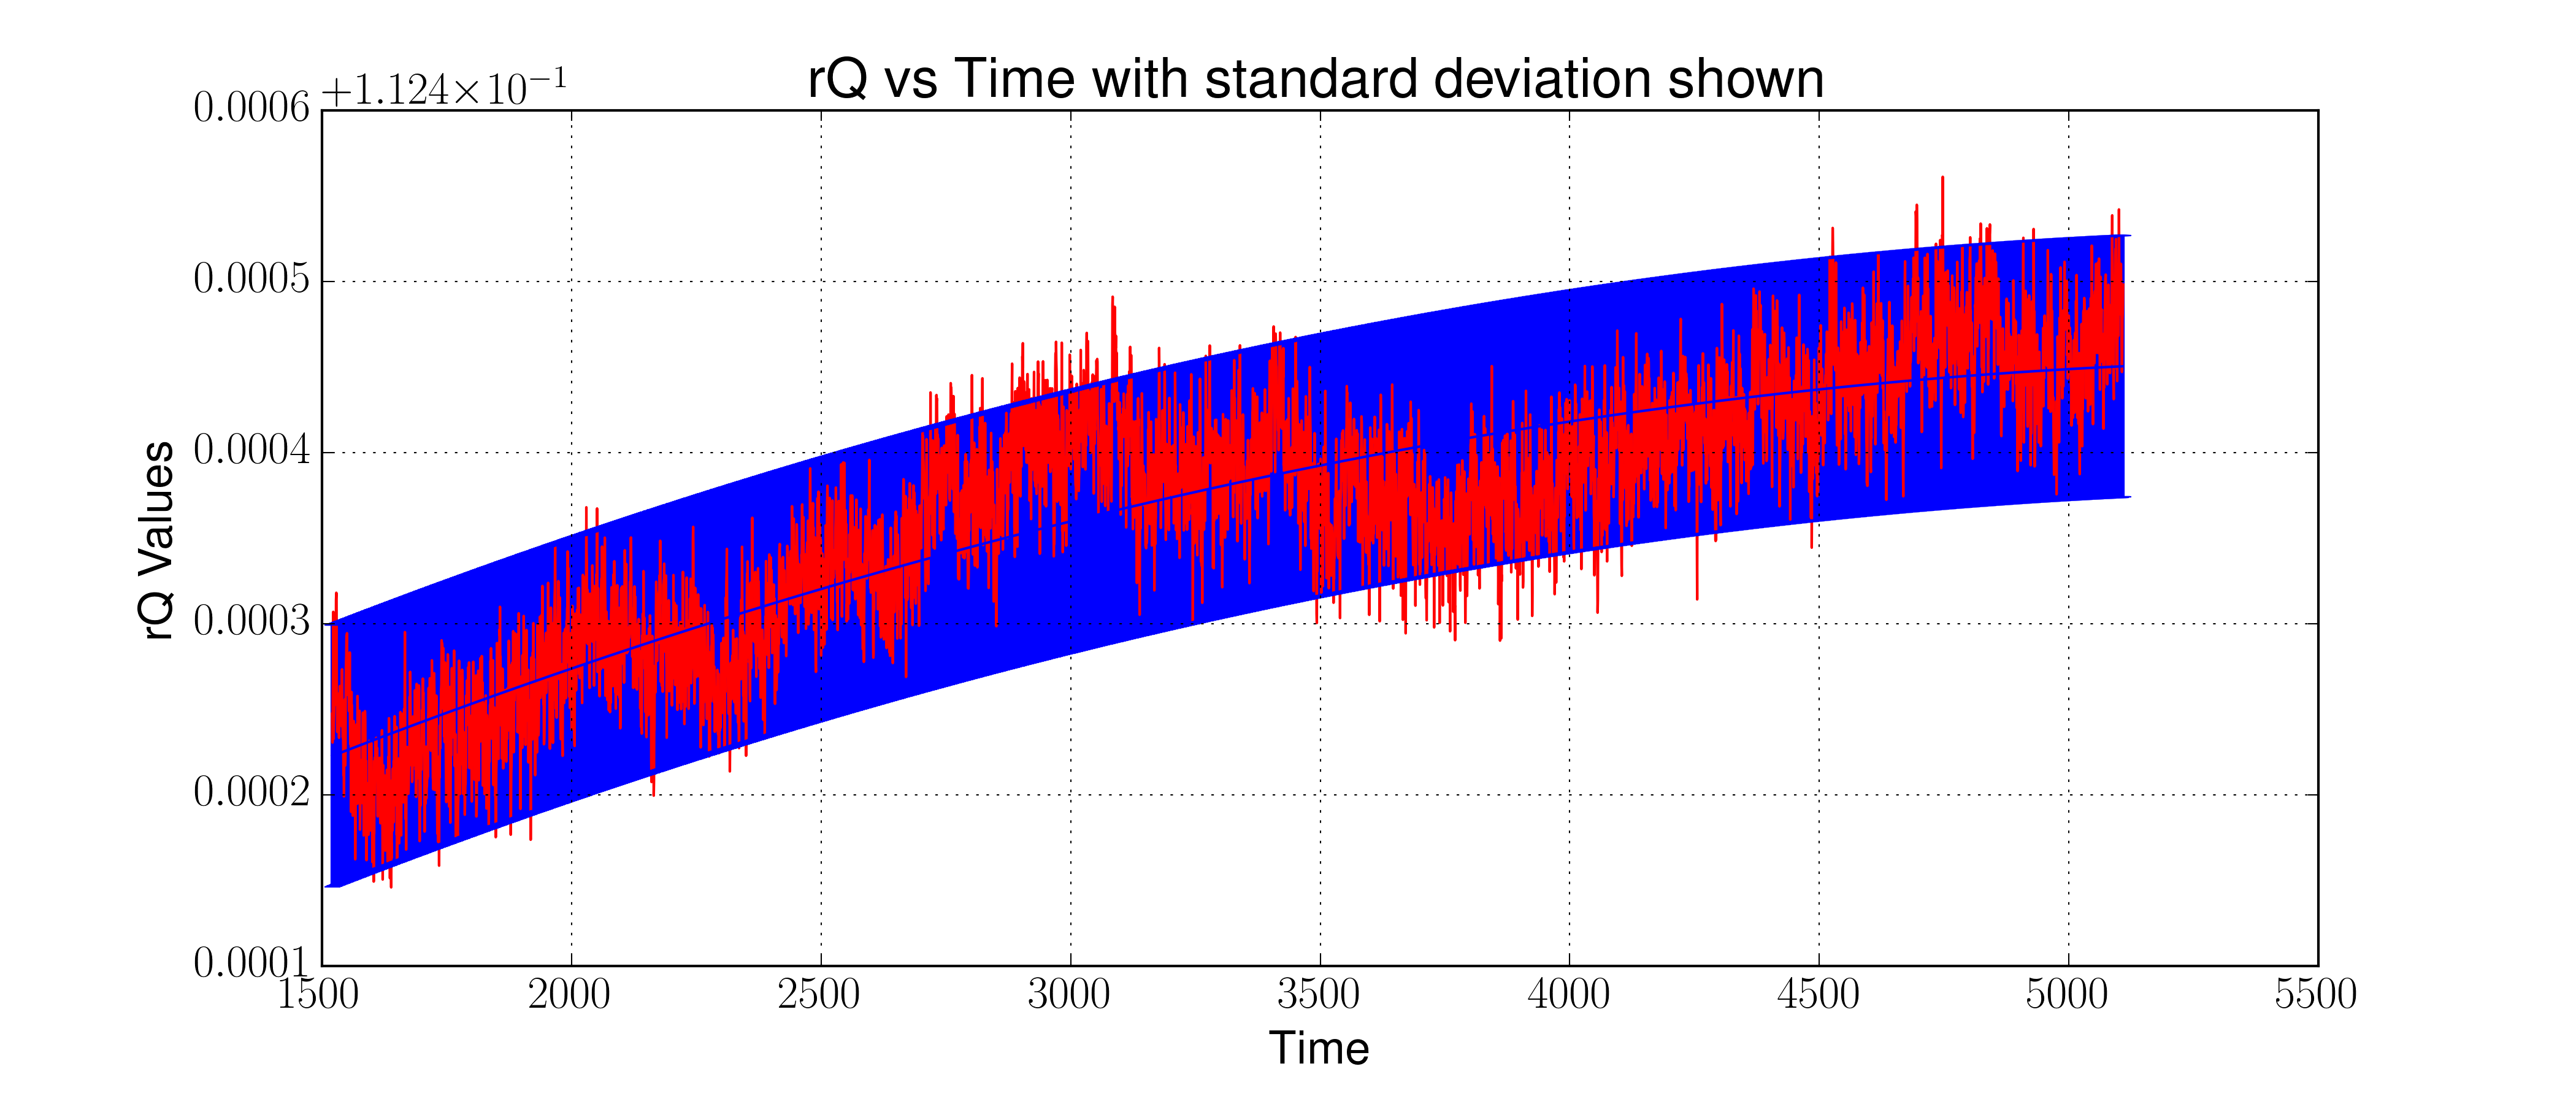 rQ vs Time with standard deviation shown
+1.124×10⁻¹
0.0006
0.0005
0.0004
0.0003
0.0002
0.0001
rQ Values
1500 2000 2500 3000 3500 4000 4500 5000 5500
Time